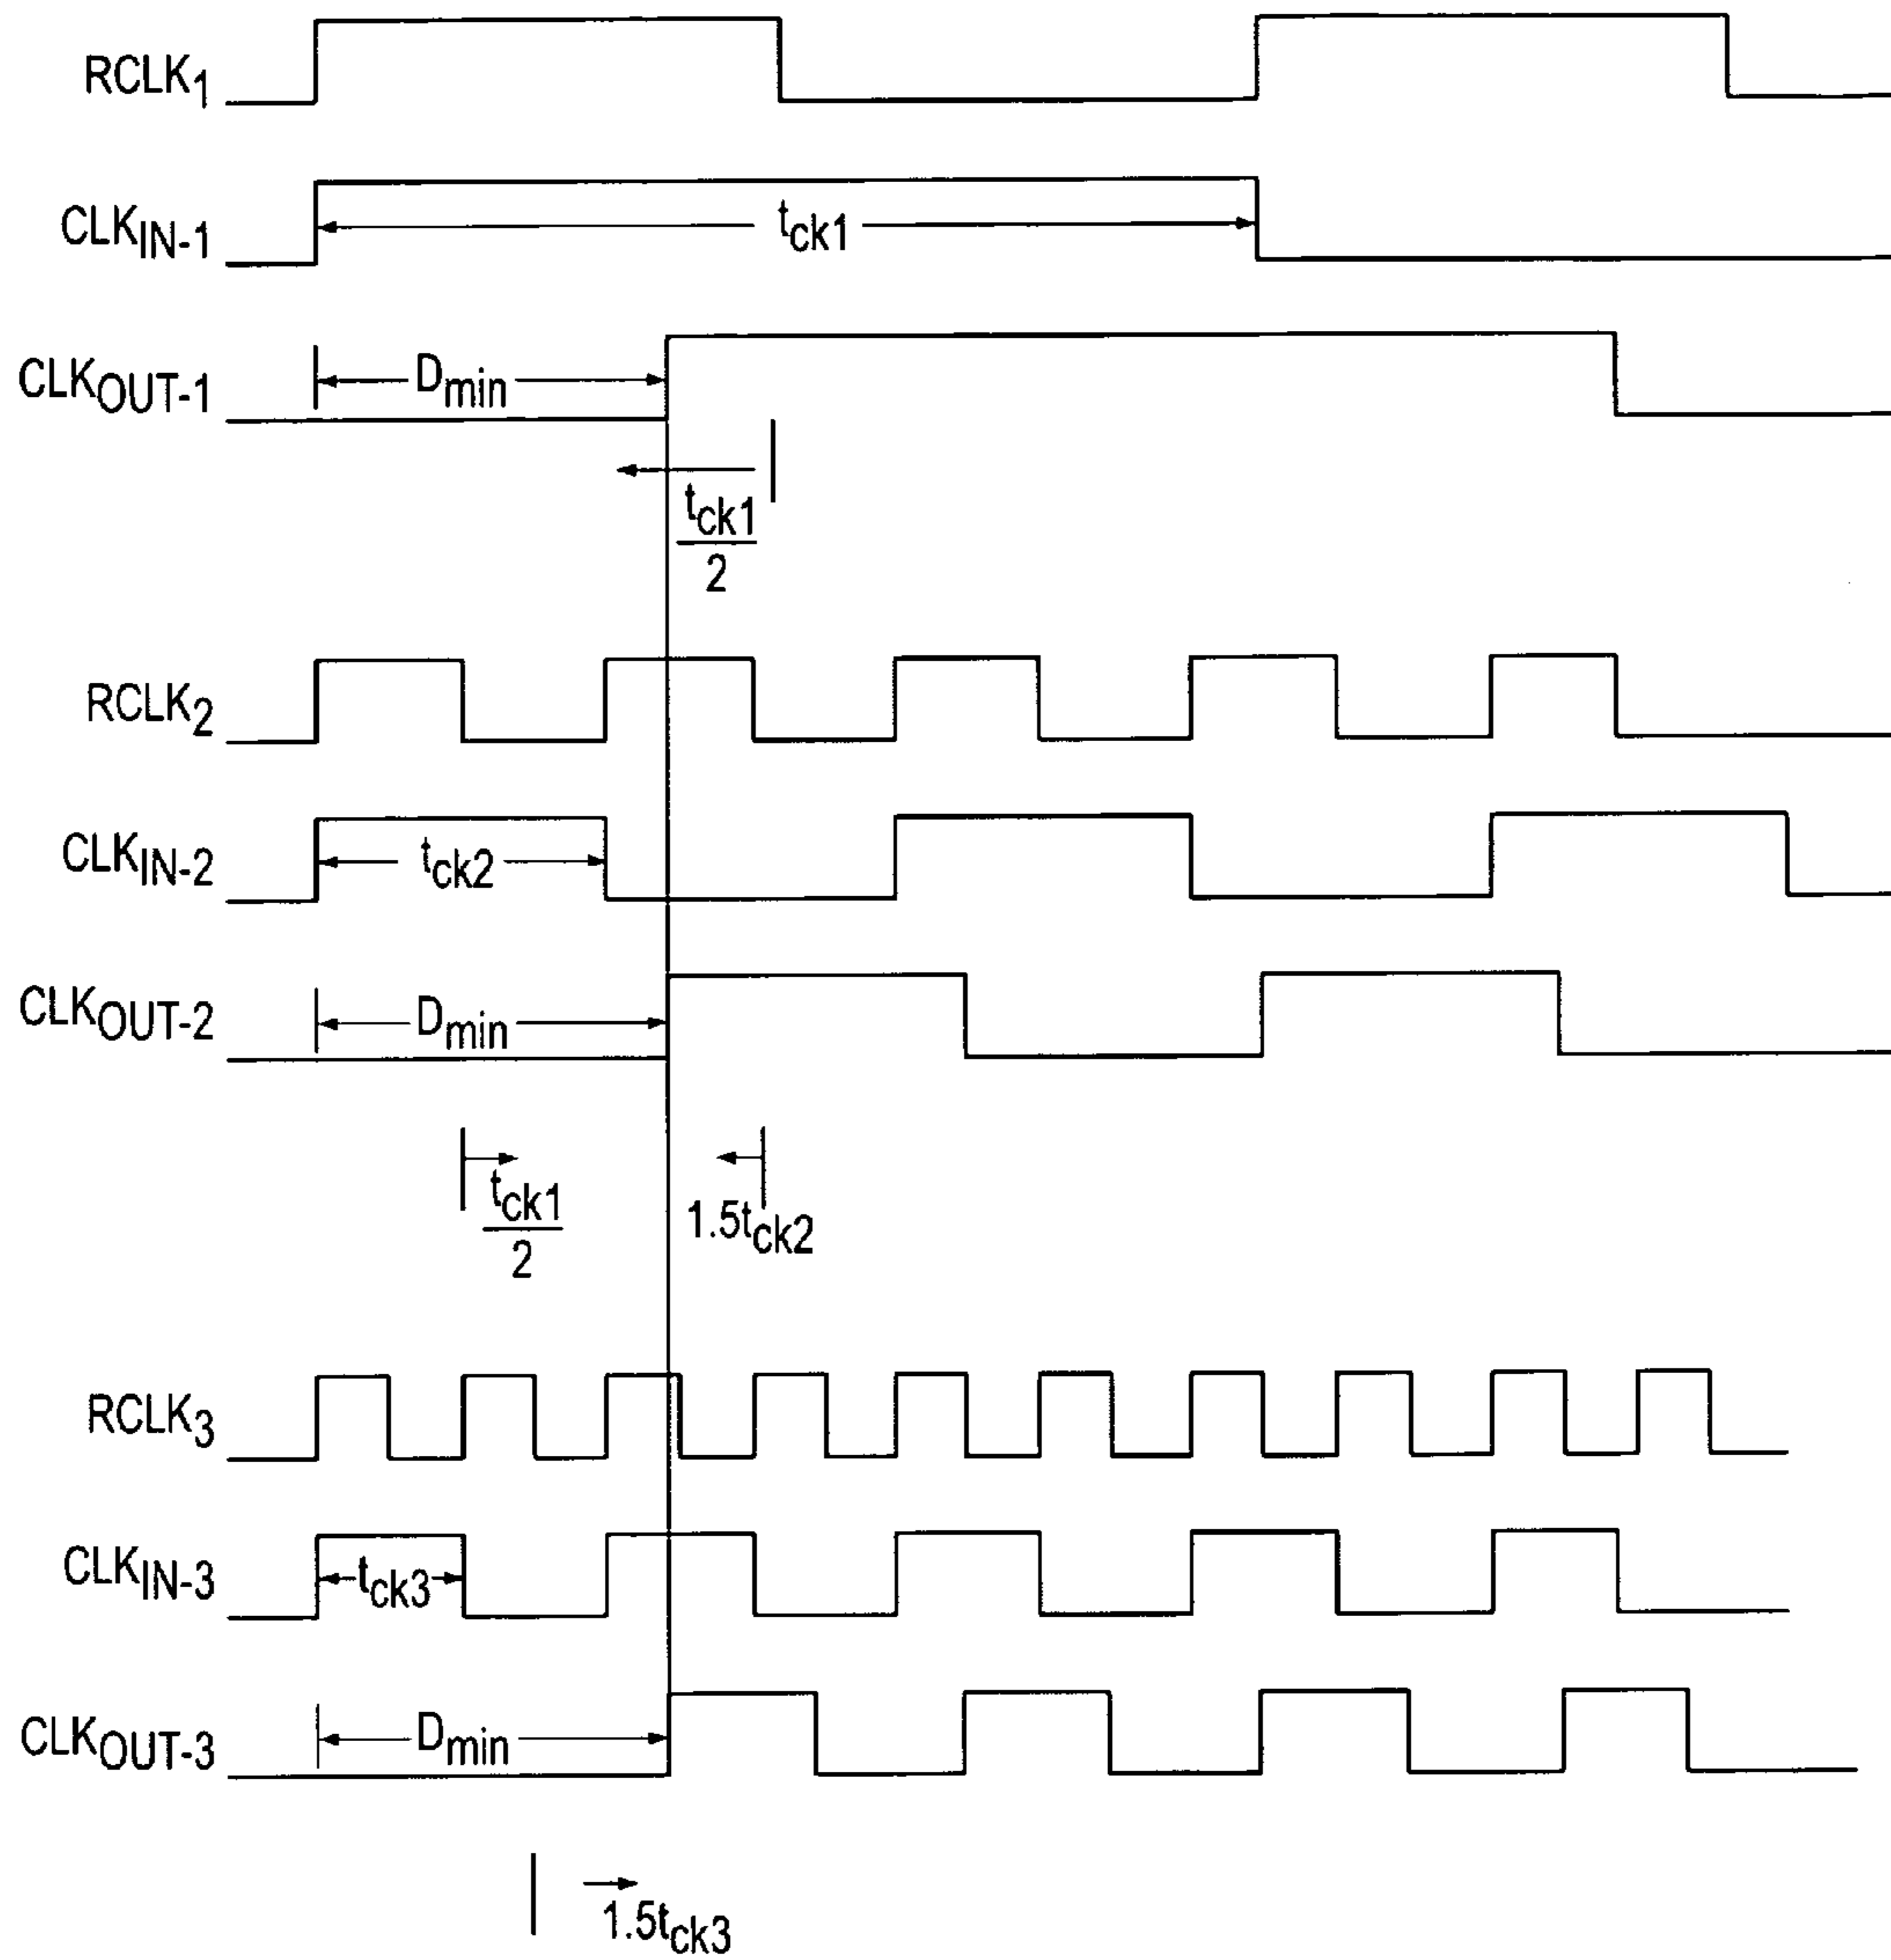 RCLK1
CLKIN-1
tck1
CLKOUT-1
Dmin
tck1
2
RCLK2
CLKIN-2
tck2
CLKOUT-2
Dmin
tck1
2
1.5tck2
RCLK3
CLKIN-3
tck3
CLKOUT-3
Dmin
1.5tck3